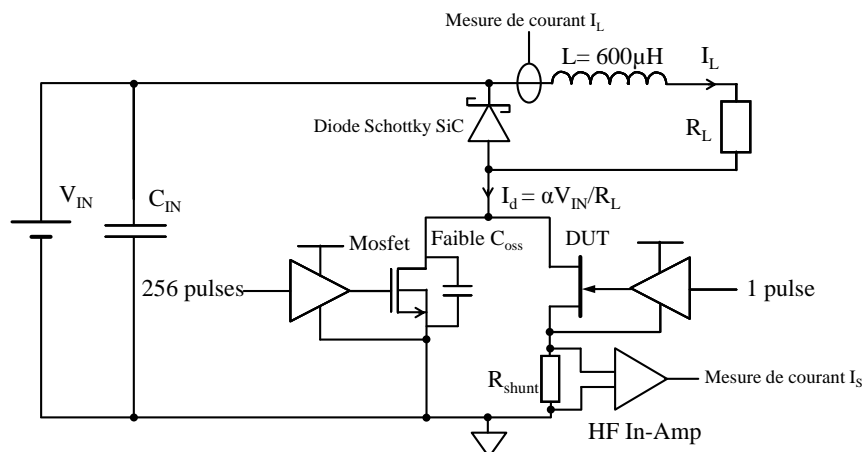 Mesure de courant I_L
L= 600µH
I_L
Diode Schottky SiC
R_L
V_IN
C_IN
I_d = αV_IN/R_L
Mosfet
Faible C_oss
DUT
256 pulses
1 pulse
R_shunt
Mesure de courant I_S
HF In-Amp